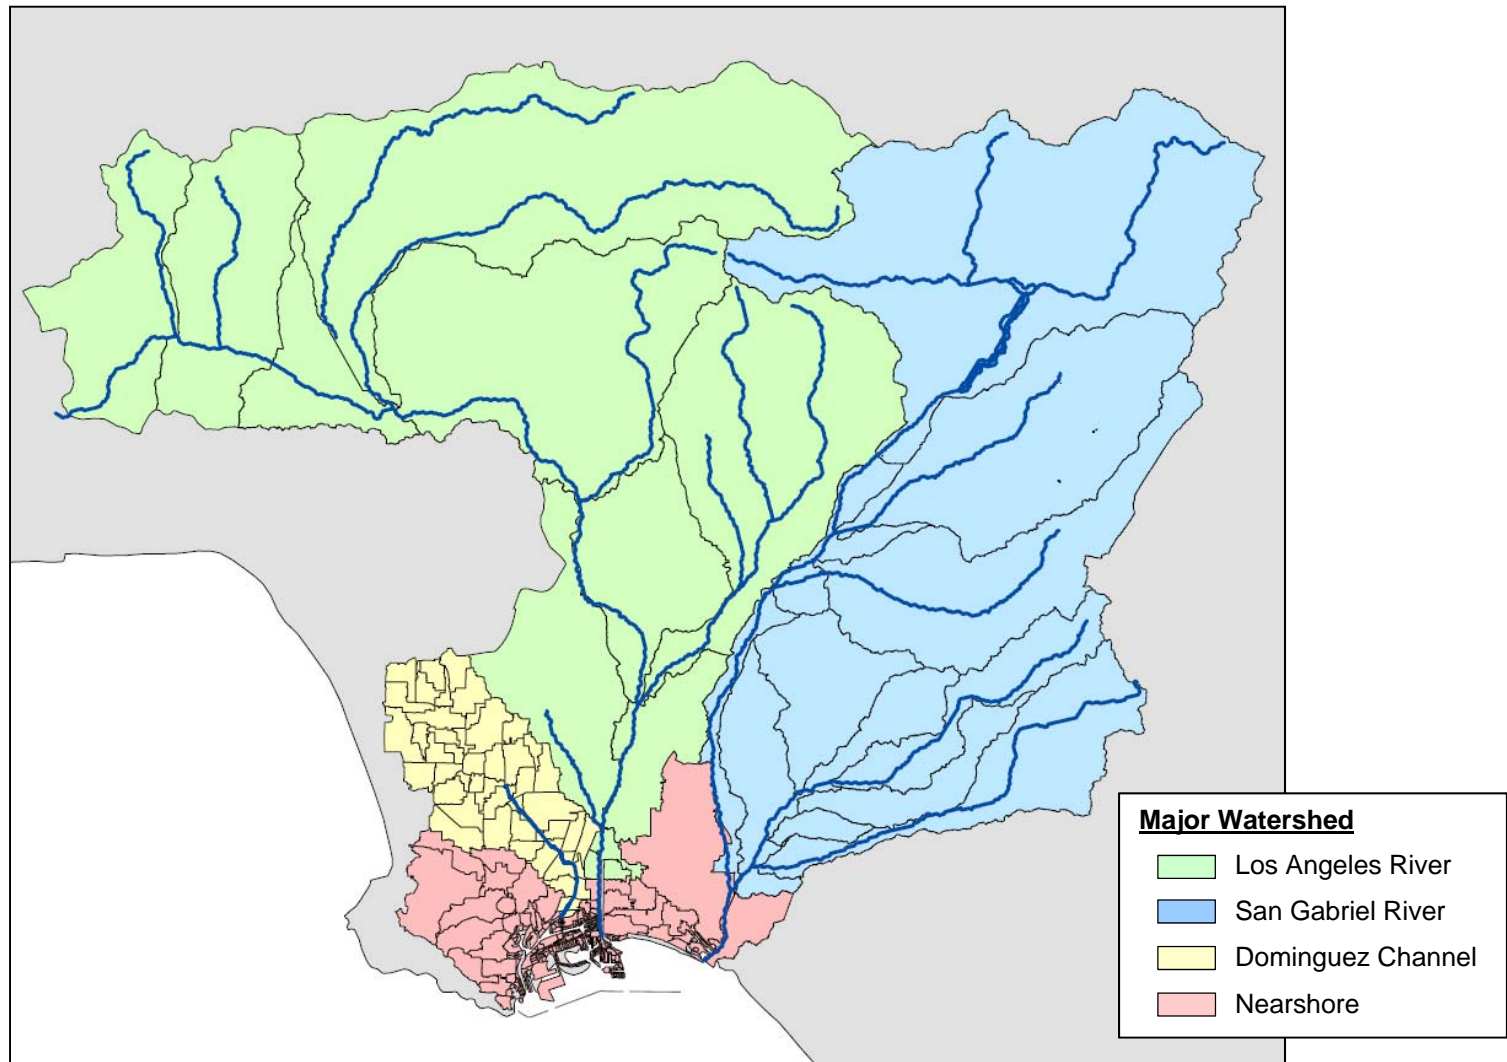 Major Watershed
Los Angeles River
San Gabriel River
Dominguez Channel
Nearshore